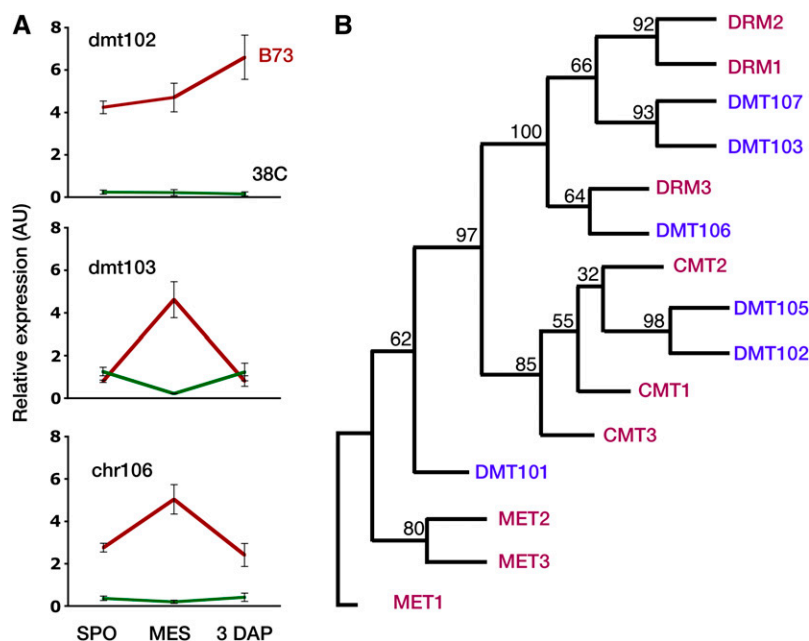 A
B
Relative expression (AU)
dmt102
B73
38C
8
6
4
2
0
dmt103
8
6
4
2
0
chr106
8
6
4
2
0
SPO MES 3 DAP
92
DRM2
DRM1
66
93
DMT107
DMT103
100
64
DRM3
DMT106
97
CMT2
32
98
DMT105
DMT102
55
85
CMT1
CMT3
62
DMT101
80
MET2
MET3
MET1